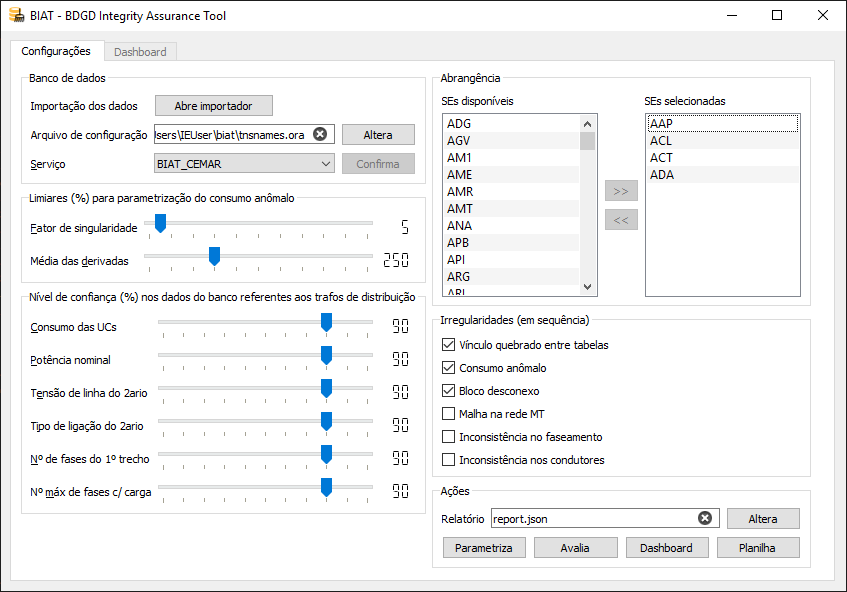 BIAT - BDGD Integrity Assurance Tool
Configurações
Dashboard
Banco de dados
Importação dos dados
Abre importador
Arquivo de configuração
Jsers\IEUser\biat\tnsnames.ora
Altera
Serviço
BIAT_CEMAR
Confirma
Limiares (%) para parametrização do consumo anômalo
Fator de singularidade
5
Média das derivadas
250
Nível de confiança (%) nos dados do banco referentes aos trafos de distribuição
Consumo das UCs
90
Potência nominal
90
Tensão de linha do 2ario
90
Tipo de ligação do 2ario
90
Nº de fases do 1º trecho
90
Nº máx de fases c/ carga
90
Abrangência
SEs disponíveis
ADG
AGV
AM1
AME
AMR
AMT
ANA
APB
API
ARG
ARI
>>
<<
SEs selecionadas
AAP
ACL
ACT
ADA
Irregularidades (em sequência)
Vínculo quebrado entre tabelas
Consumo anômalo
Bloco desconexo
Malha na rede MT
Inconsistência no faseamento
Inconsistência nos condutores
Ações
Relatório
report.json
Altera
Parametriza
Avalia
Dashboard
Planilha